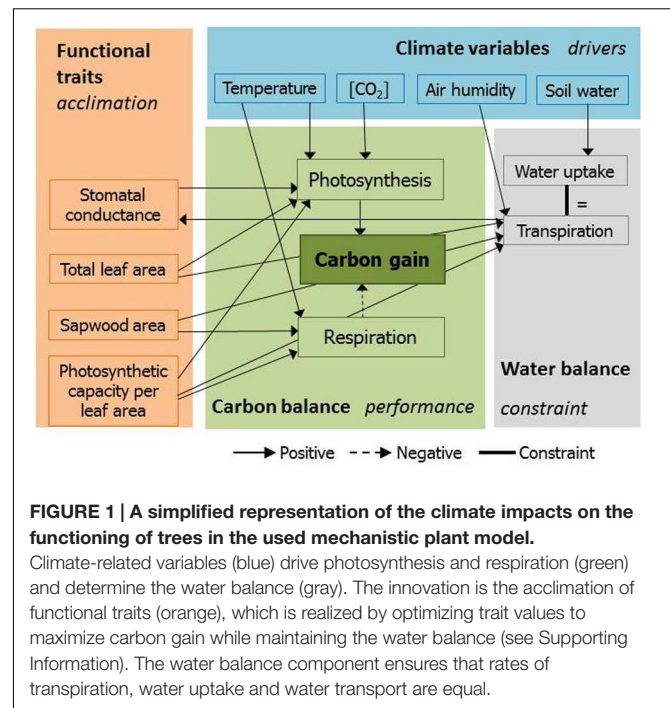 Functional
traits
acclimation
Climate variables drivers
Temperature
[CO₂]
Air humidity
Soil water
Stomatal
conductance
Total leaf area
Sapwood area
Photosynthetic
capacity per
leaf area
Photosynthesis
Carbon gain
Respiration
Carbon balance performance
Water uptake
=
Transpiration
Water balance
constraint
Positive
Negative
Constraint
FIGURE 1 | A simplified representation of the climate impacts on the
functioning of trees in the used mechanistic plant model.
Climate-related variables (blue) drive photosynthesis and respiration (green)
and determine the water balance (gray). The innovation is the acclimation of
functional traits (orange), which is realized by optimizing trait values to
maximize carbon gain while maintaining the water balance (see Supporting
Information). The water balance component ensures that rates of
transpiration, water uptake and water transport are equal.